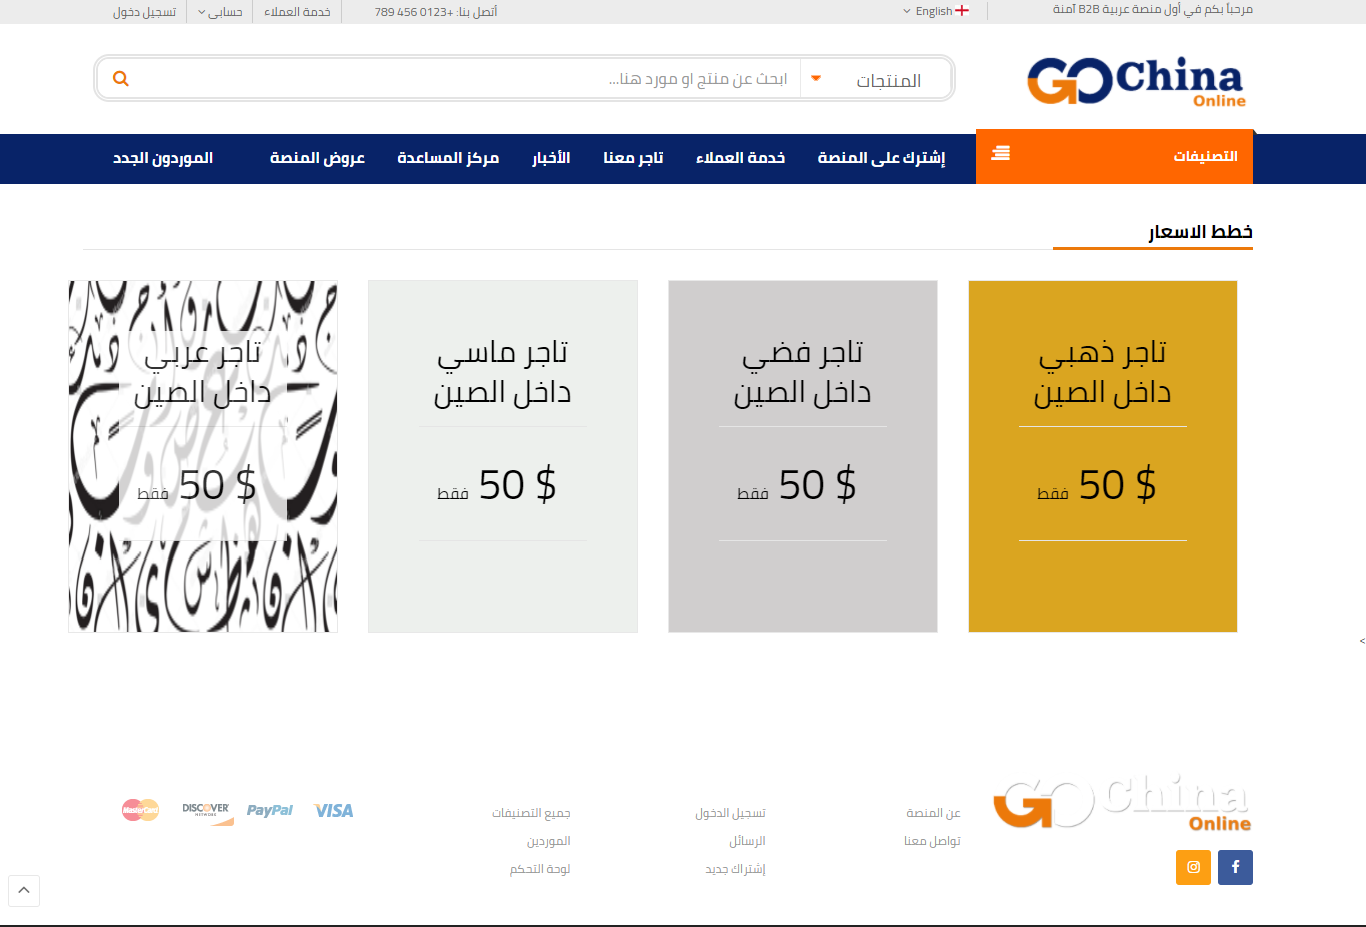 مرحباً بكم في أول منصة عربية B2B آمنة
English
أتصل بنا: +0123 456 789
خدمة العملاء
حسابى
تسجيل دخول
GO China
Online
المنتجات
ابحث عن منتج او مورد هنا...
التصنيفات
إشترك على المنصة
خدمة العملاء
تاجر معنا
الأخبار
مركز المساعدة
عروض المنصة
الموردون الجدد
خطط الاسعار
تاجر ذهبي
داخل الصين
$ 50 فقط
تاجر فضي
داخل الصين
$ 50 فقط
تاجر ماسي
داخل الصين
$ 50 فقط
تاجر عربي
داخل الصين
$ 50 فقط
>
GO China
Online
عن المنصة
تواصل معنا
تسجيل الدخول
الرسائل
إشتراك جديد
جميع التصنيفات
الموردين
لوحة التحكم
VISA
PayPal
DISCOVER
NETWORK
MasterCard